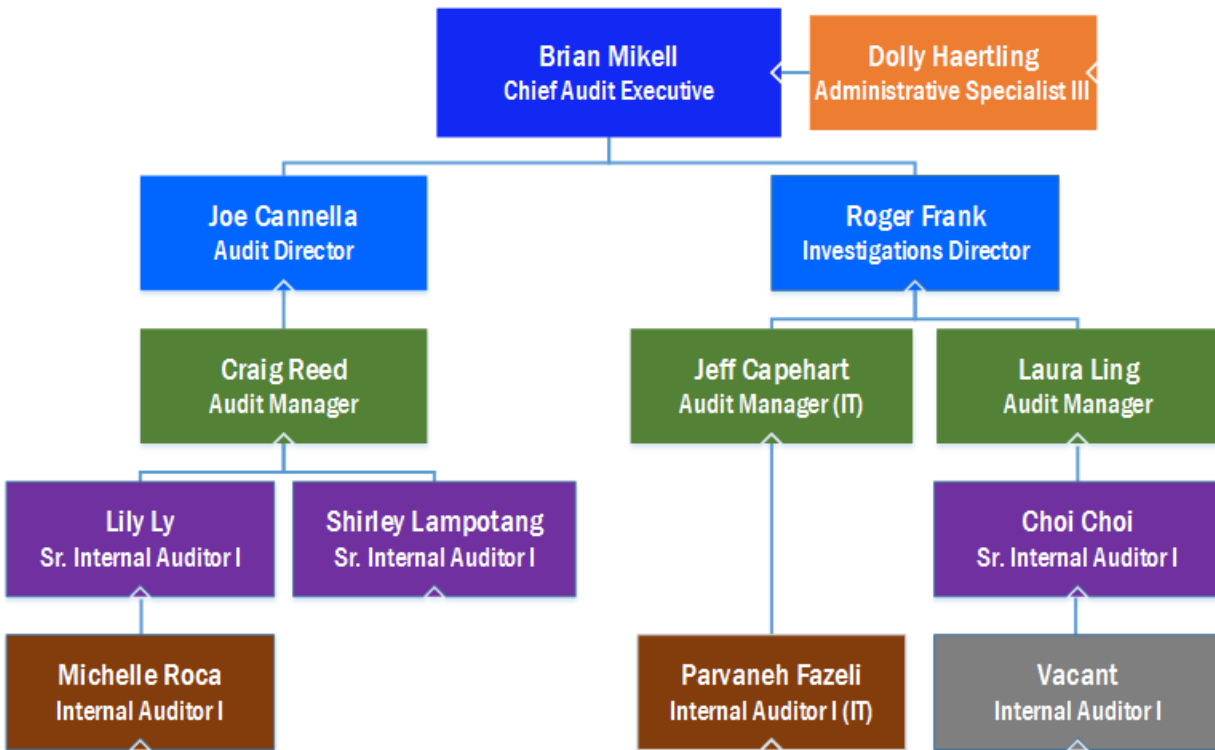 Brian Mikell
Chief Audit Executive
Dolly Haertling
Administrative Specialist III
Joe Cannella
Audit Director
Roger Frank
Investigations Director
Craig Reed
Audit Manager
Jeff Capehart
Audit Manager (IT)
Laura Ling
Audit Manager
Lily Ly
Sr. Internal Auditor I
Shirley Lampotang
Sr. Internal Auditor I
Choi Choi
Sr. Internal Auditor I
Michelle Roca
Internal Auditor I
Parvaneh Fazeli
Internal Auditor I (IT)
Vacant
Internal Auditor I